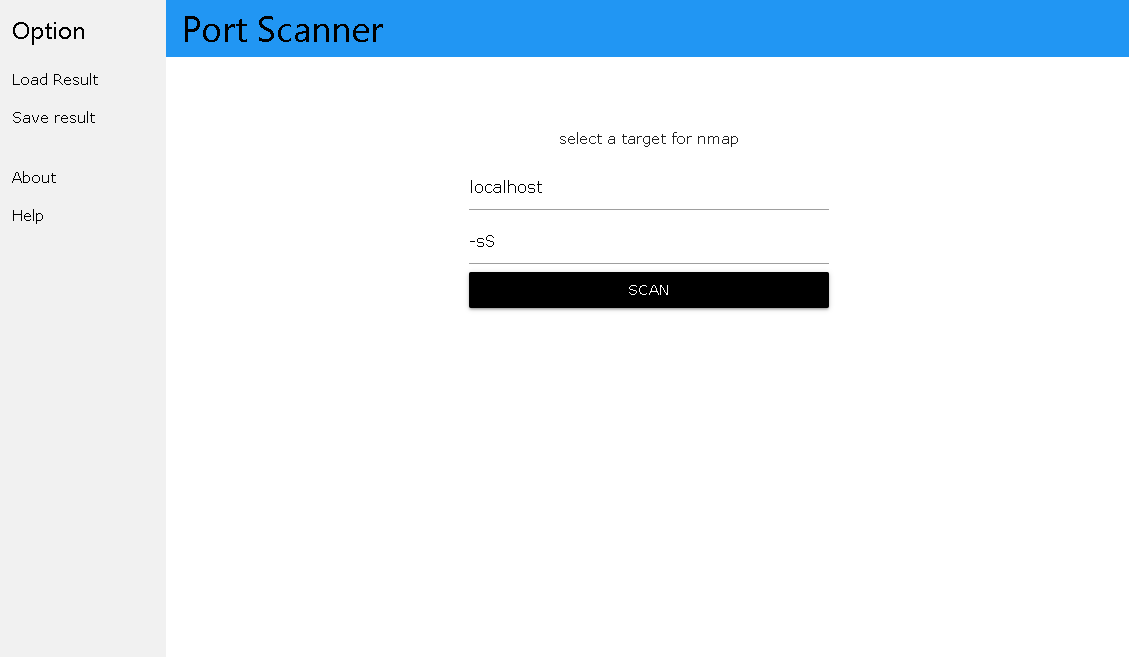 Option
Load Result
Save result
About
Help
Port Scanner
select a target for nmap
localhost
-sS
SCAN